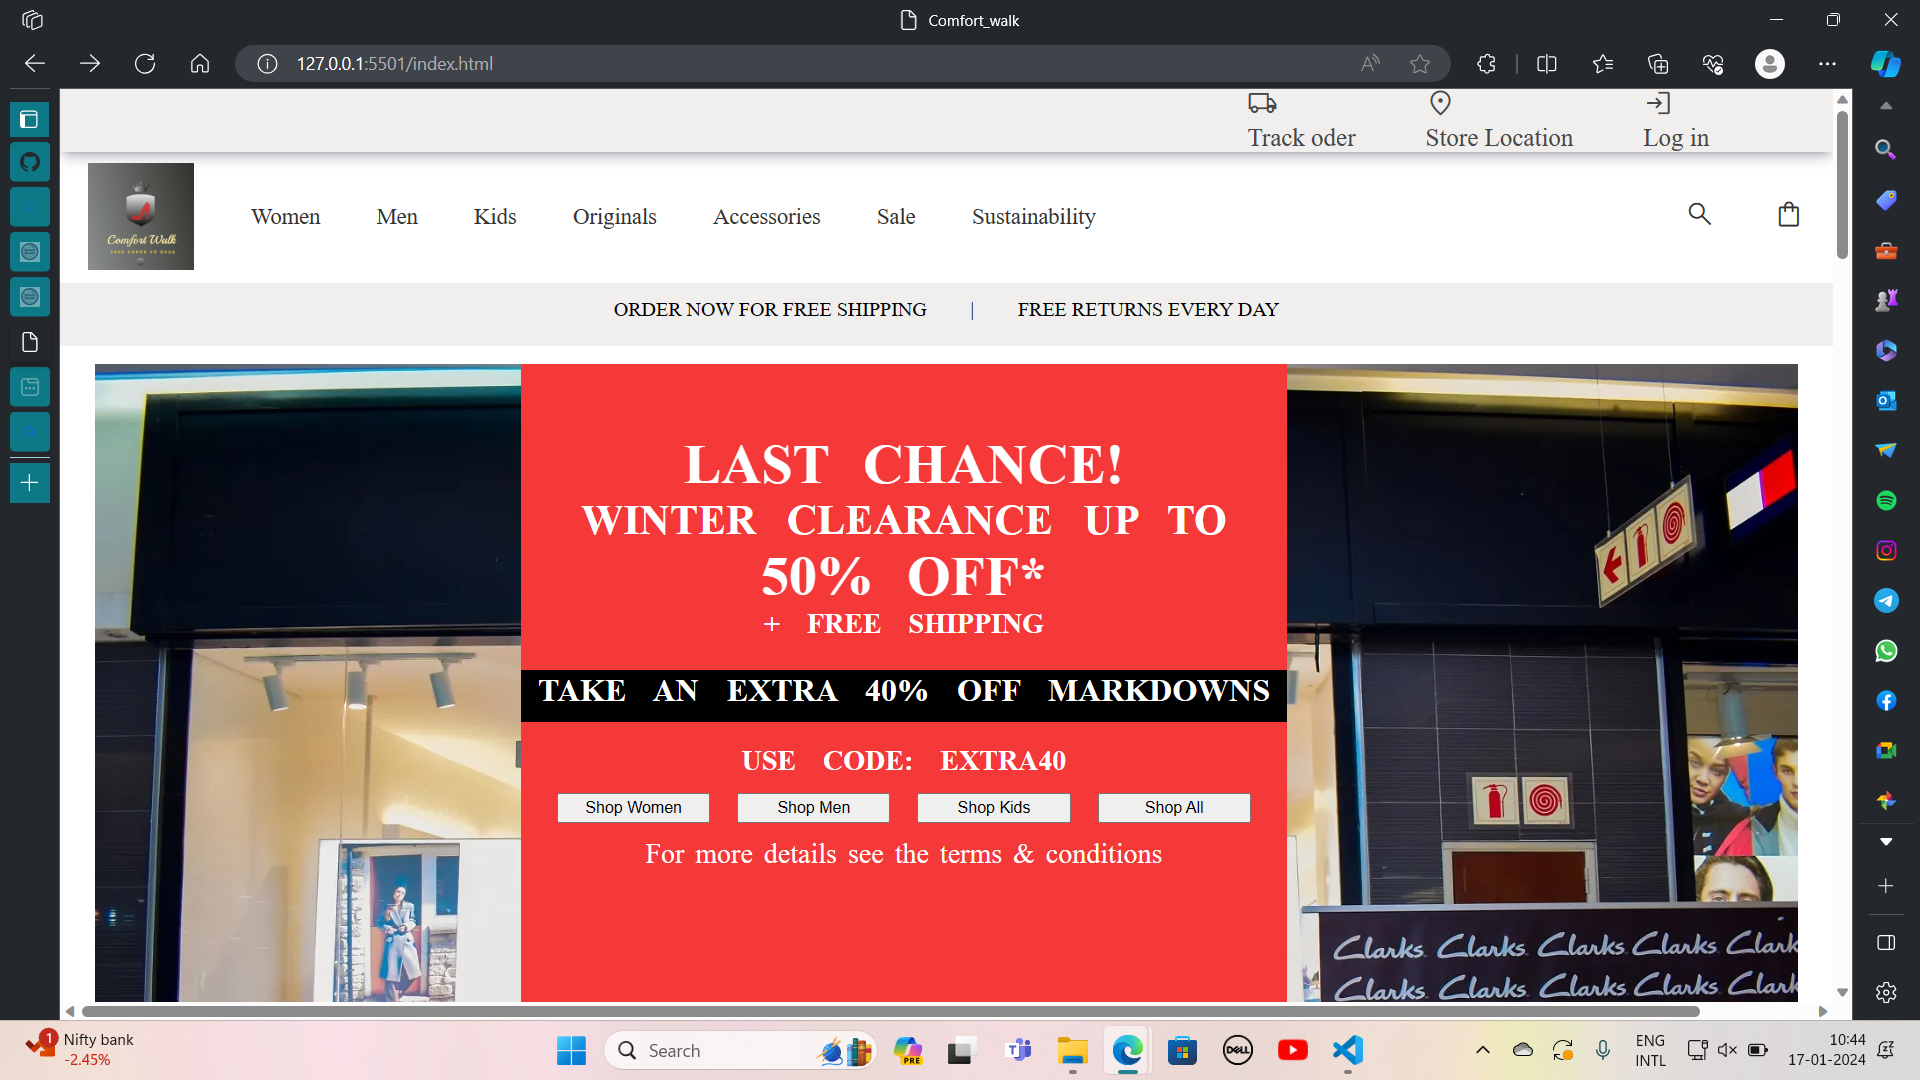 Comfort_walk
127.0.0.1:5501/index.html
Track oder
Store Location
Log in
Comfort Walk
Women
Men
Kids
Originals
Accessories
Sale
Sustainability
ORDER NOW FOR FREE SHIPPING | FREE RETURNS EVERY DAY
LAST CHANCE!
WINTER CLEARANCE UP TO
50% OFF*
+ FREE SHIPPING
TAKE AN EXTRA 40% OFF MARKDOWNS
USE CODE: EXTRA40
Shop Women
Shop Men
Shop Kids
Shop All
For more details see the terms & conditions
Clarks Clarks Clarks Clarks Clark
Clarks Clarks Clarks Clarks Clark
1
Nifty bank
-2.45%
Search
PRE
DELL
ENG
INTL
10:44
17-01-2024